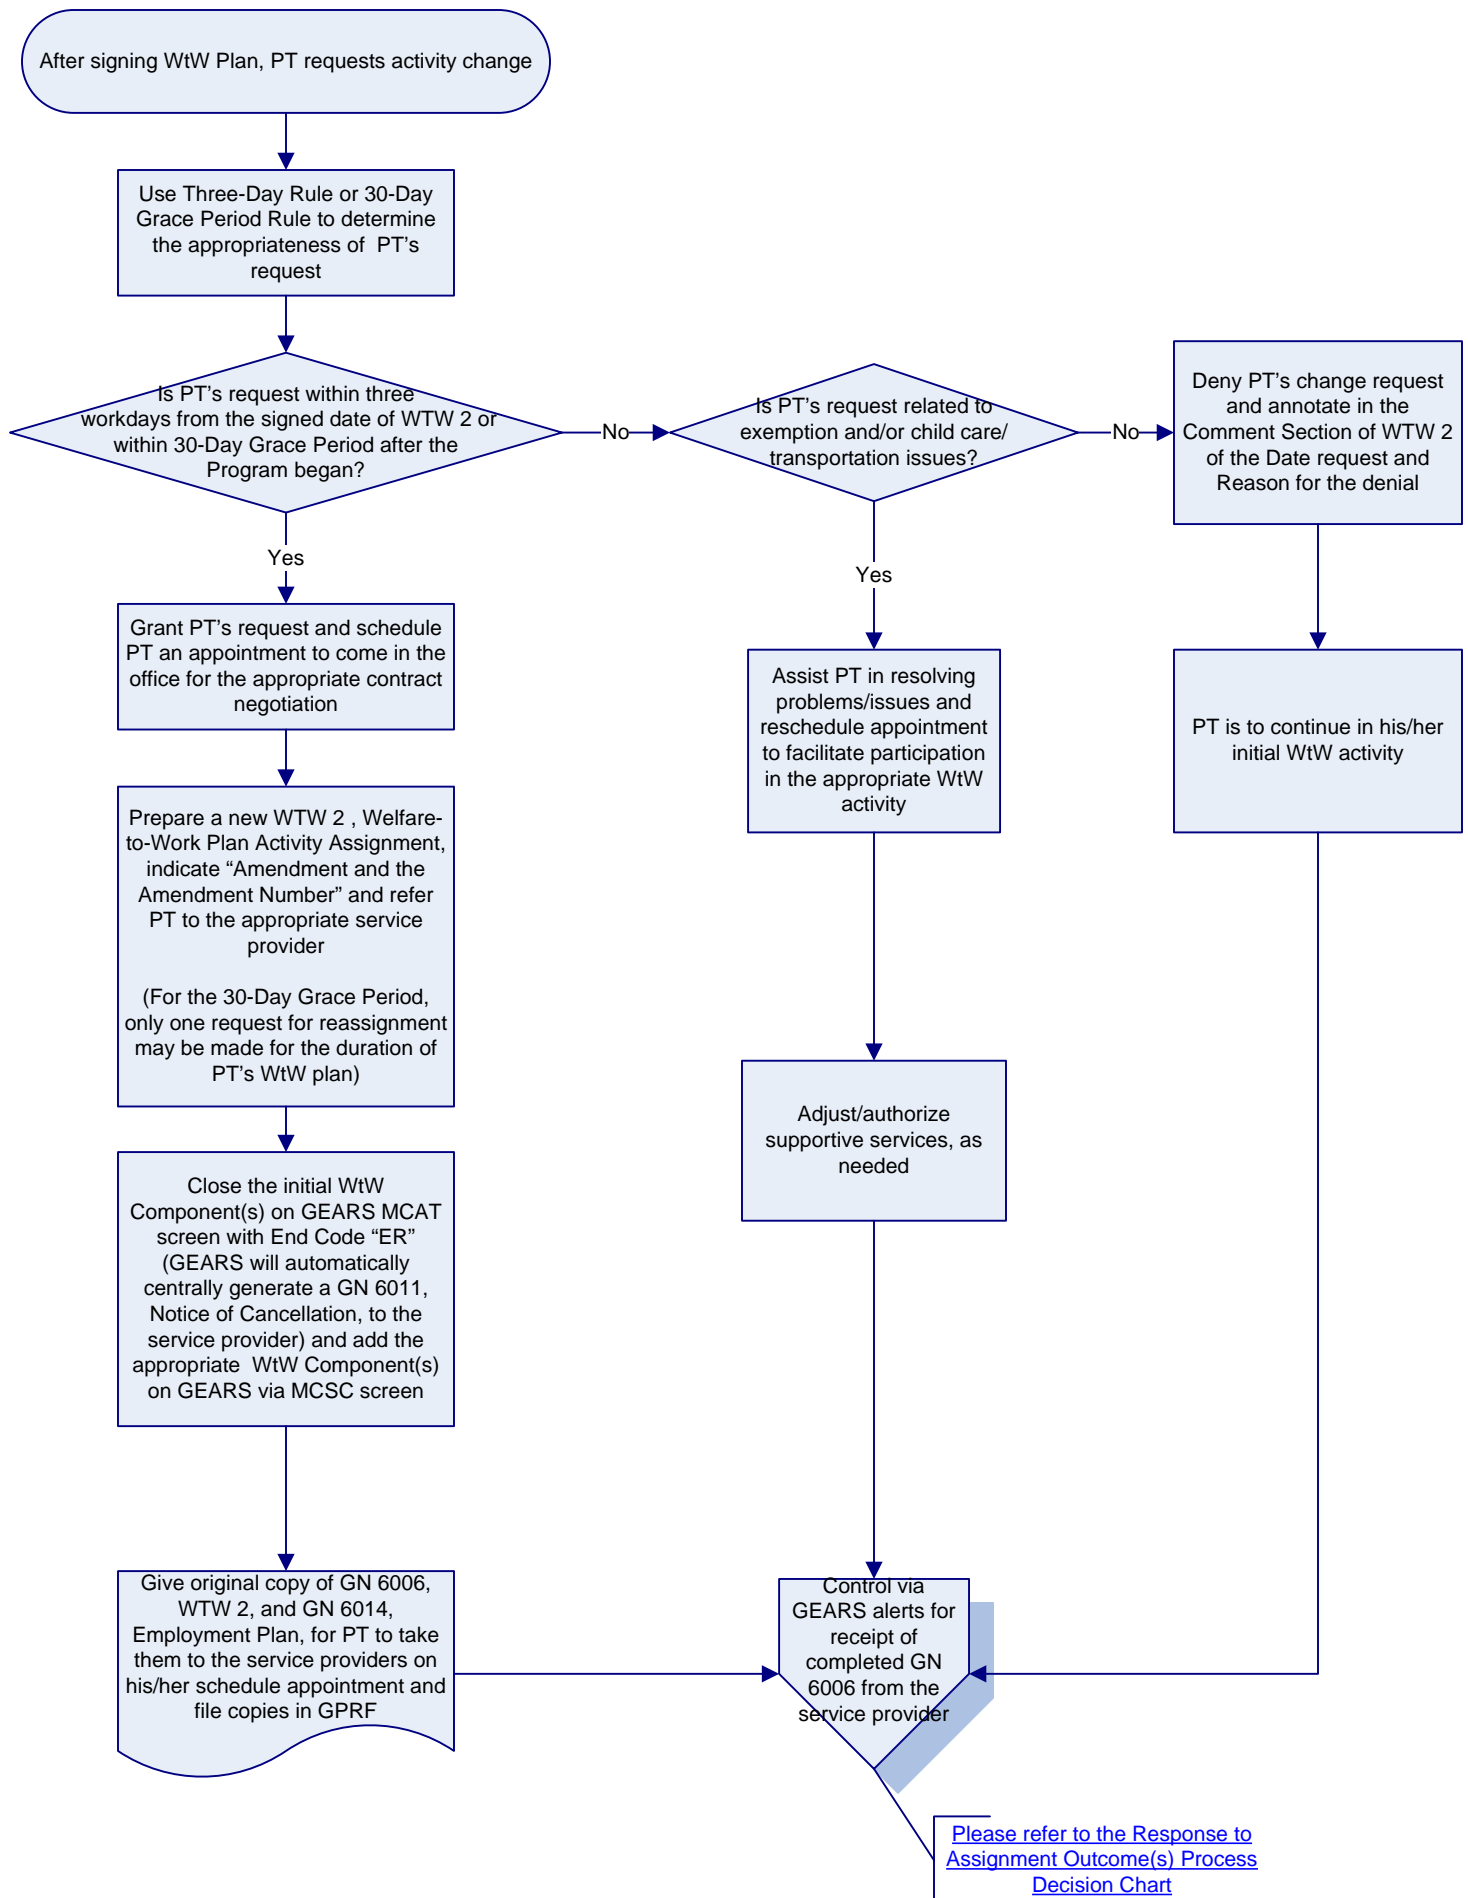 After signing WtW Plan, PT requests activity change
Use Three-Day Rule or 30-Day
Grace Period Rule to determine
the appropriateness of  PT’s
request
Is PT’s request within three
workdays from the signed date of WTW 2 or
within 30-Day Grace Period after the
Program began?
No
Is PT’s request related to
exemption and/or child care/
transportation issues?
No
Deny PT’s change request
and annotate in the
Comment Section of WTW 2
of the Date request and
Reason for the denial
Yes
Yes
Grant PT’s request and schedule
PT an appointment to come in the
office for the appropriate contract
negotiation
Assist PT in resolving
problems/issues and
reschedule appointment
to facilitate participation
in the appropriate WtW
activity
PT is to continue in his/her
initial WtW activity
Prepare a new WTW 2 , Welfare-
to-Work Plan Activity Assignment,
indicate “Amendment and the
Amendment Number” and refer
PT to the appropriate service
provider
(For the 30-Day Grace Period,
only one request for reassignment
may be made for the duration of
PT’s WtW plan)
Adjust/authorize
supportive services, as
needed
Close the initial WtW
Component(s) on GEARS MCAT
screen with End Code “ER”
(GEARS will automatically
centrally generate a GN 6011,
Notice of Cancellation, to the
service provider) and add the
appropriate  WtW Component(s)
on GEARS via MCSC screen
Give original copy of GN 6006,
WTW 2, and GN 6014,
Employment Plan, for PT to take
them to the service providers on
his/her schedule appointment and
file copies in GPRF
Control via
GEARS alerts for
receipt of
completed GN
6006 from the
service provider
Please refer to the Response to
Assignment Outcome(s) Process
Decision Chart